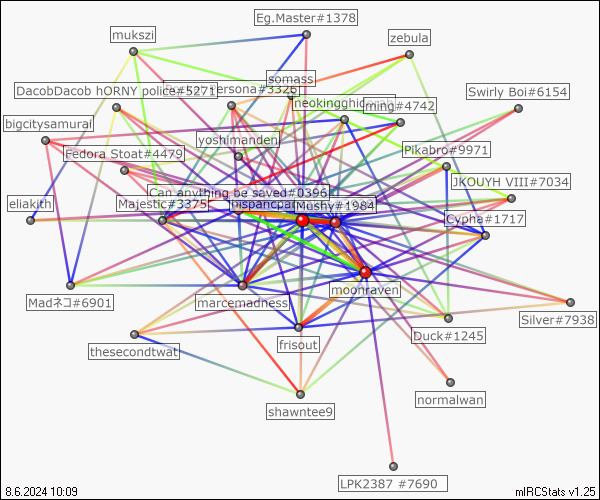 Eg.Master#1378
mukszi
zebula
somass
DacobDacob hORNY police#5271
ersona#3326
Swirly Boi#6154
neokingghid
ming#4742
bigcitysamurai
yoshimanden
Fedora Stoat#4479
Pikabro#9971
JKOUYH VIII#7034
Can anything be saved#0396
eliakith
Majestic#3375
hispanicpa
Mushy#1984
Cypha#1717
moonraven
Madネコ#6901
marcemadness
Silver#7938
thesecondtwat
frisout
Duck#1245
normalwan
shawntee9
LPK2387 #7690
8.6.2024 10:09
mIRCStats v1.25